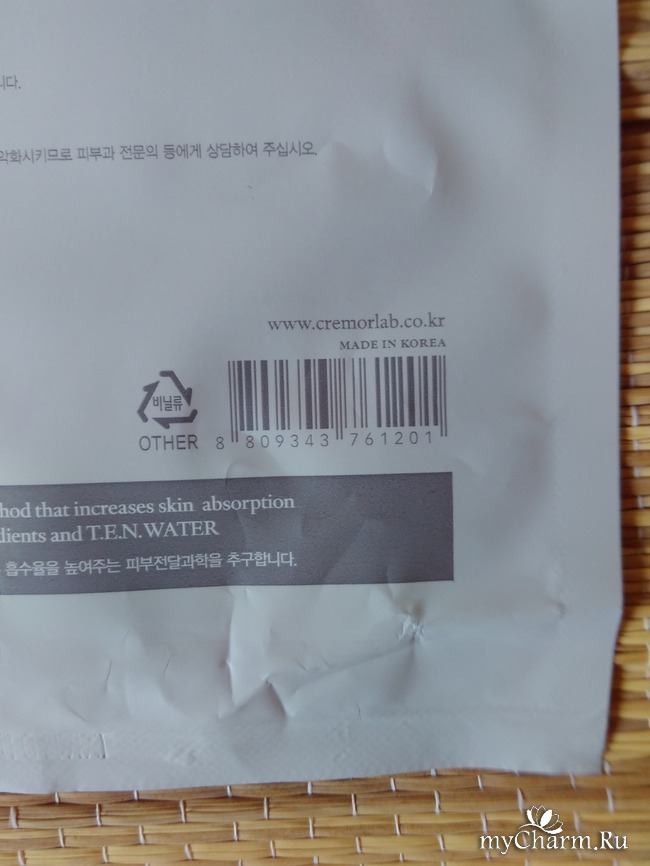 니다.
악화시키므로 피부과 전문의 등에게 상담하여 주십시오.
www.cremorlab.co.kr
MADE IN KOREA
비닐류
OTHER
8 809343 761201
hod that increases skin absorption
dients and T.E.N. WATER
흡수율을 높여주는 피부전달과학을 추구합니다.
myCharm.Ru